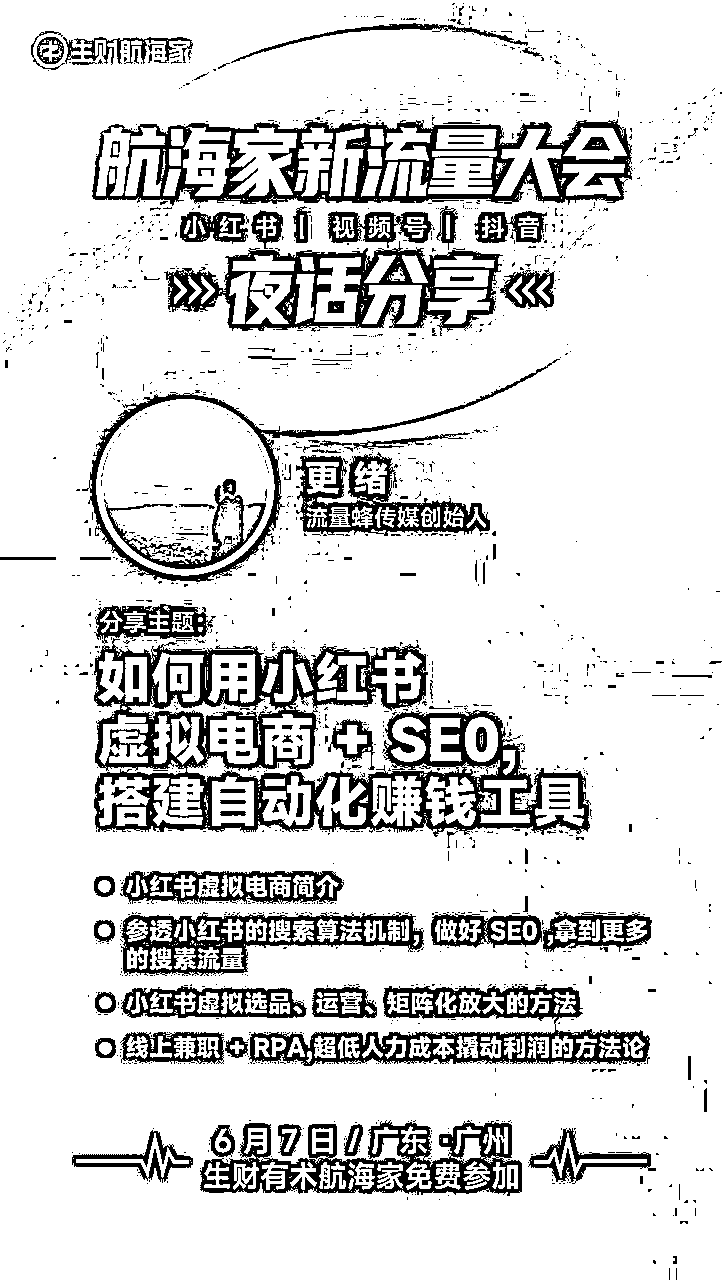 生财航海家
航海家新流量大会
小红书 | 视频号 | 抖音
>>> 夜话分享 <<<
更绪
流量蜂传媒创始人
分享主题：
如何用小红书
虚拟电商 + SEO,
搭建自动化赚钱工具
小红书虚拟电商简介
参透小红书的搜索算法机制，做好 SEO ,拿到更多
的搜素流量
小红书虚拟选品、运营、矩阵化放大的方法
线上兼职 + RPA,超低人力成本撬动利润的方法论
6 月 7 日 / 广东 · 广州
生财有术航海家免费参加